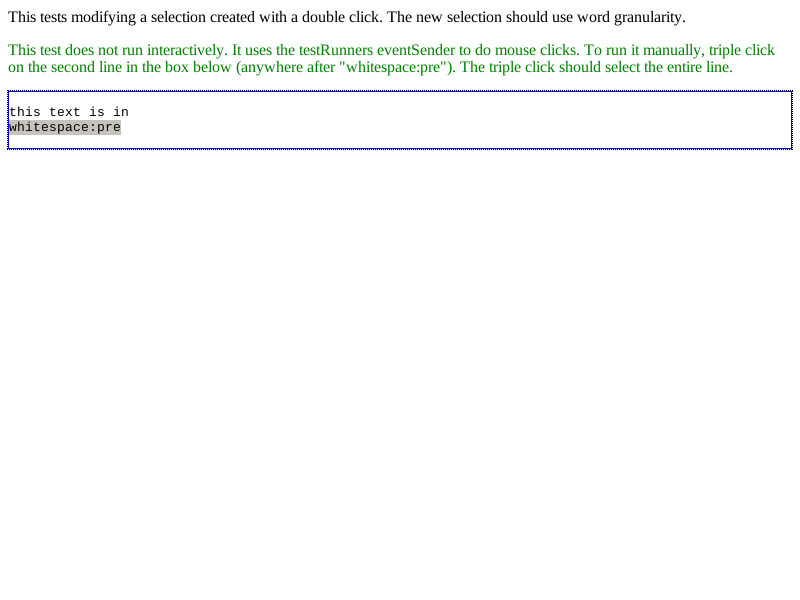 This tests modifying a selection created with a double click. The new selection should use word granularity.
This test does not run interactively. It uses the testRunners eventSender to do mouse clicks. To run it manually, triple click
on the second line in the box below (anywhere after "whitespace:pre"). The triple click should select the entire line.
this text is in
whitespace:pre